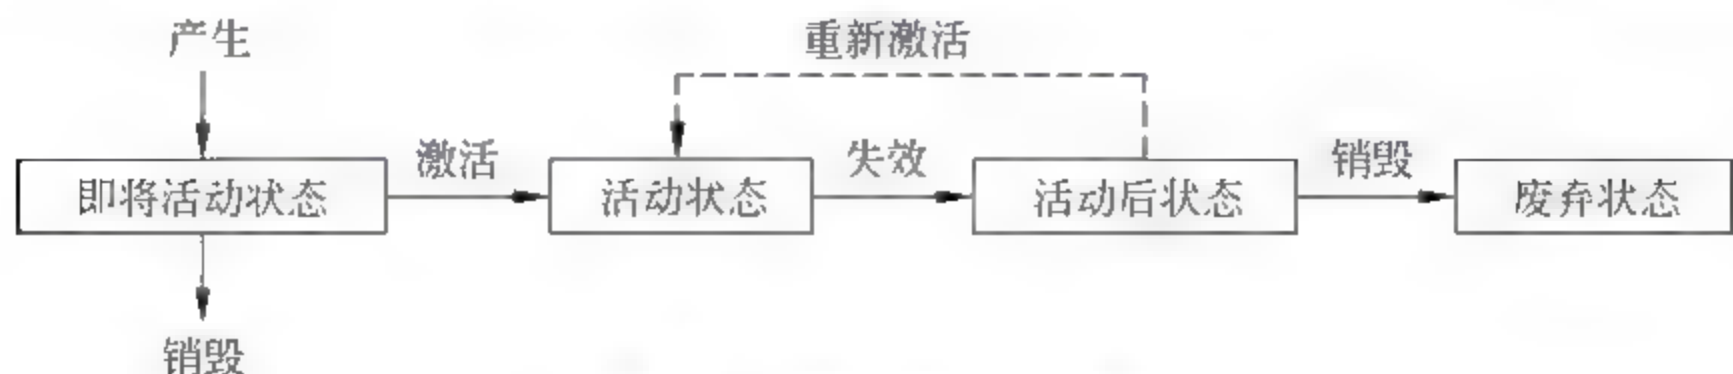 产生
重新激活
激活
失效
销毁
即将活动状态
活动状态
活动后状态
废弃状态
销毁